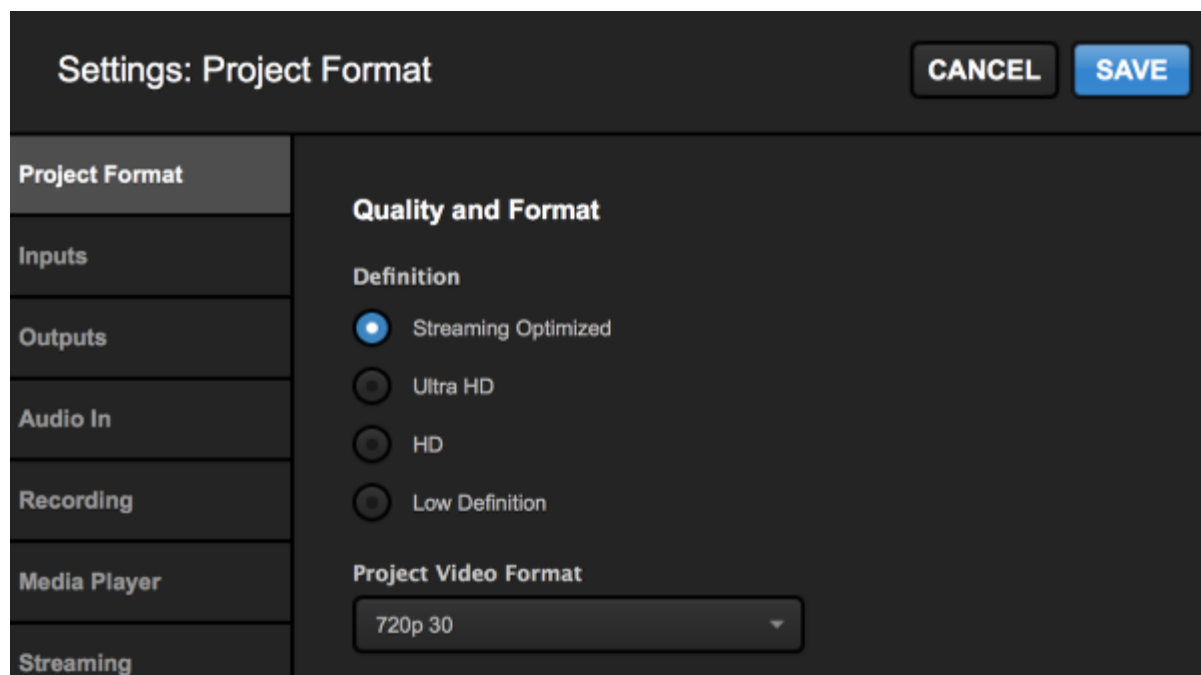 Settings: Project Format
CANCEL
SAVE
Project Format
Inputs
Outputs
Audio In
Recording
Media Player
Streaming
Quality and Format
Definition
Streaming Optimized
Ultra HD
HD
Low Definition
Project Video Format
720p 30